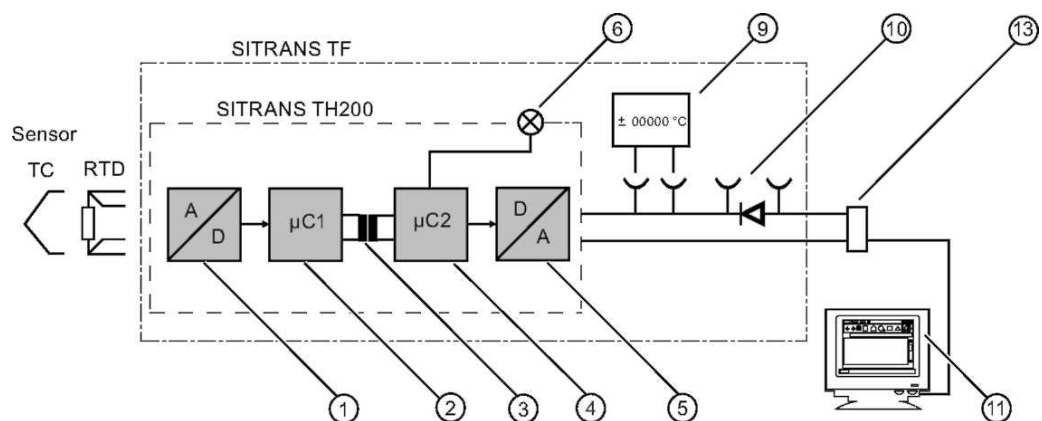 6
9
10
13
SITRANS TF
SITRANS TH200
Sensor
TC
RTD
± 00000 °C
A
D
µC1
µC2
D
A
1
2
3
4
5
11